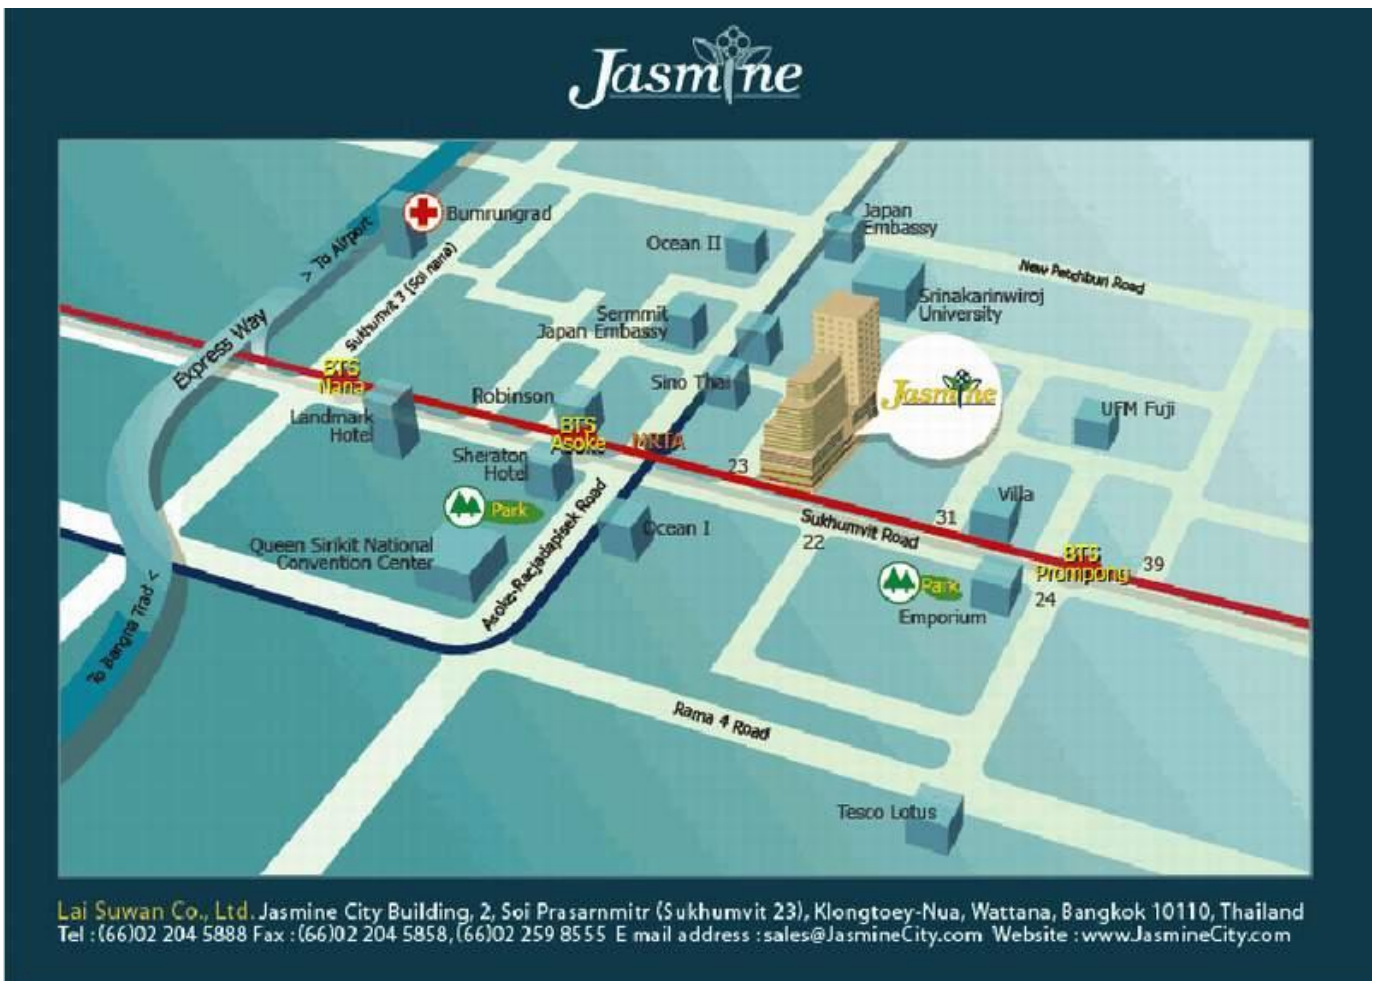 Jasmine
Bumrungrad
Japan
Embassy
Ocean II
> To Airport
Sukhumvit 3 (Soi nana)
New Petchburi Road
Srinakarinwiroj
University
Sermmit
Japan Embassy
Express Way
BTS
Nana
Sino Thai
Jasmine
Robinson
Landmark
Hotel
BTS
Asoke
MRTA
UFM Fuji
Sheraton
Hotel
23
Park
Villa
31
Sukhumvit Road
22
Ocean I
Asoke-Racjadapisek Road
Queen Sirikit National
Convention Center
BTS
Prompong
39
24
Park
Emporium
To Bangna Trad <
Rama 4 Road
Tesco Lotus
Lai Suwan Co., Ltd. Jasmine City Building, 2, Soi Prasarnmitr (Sukhumvit 23), Klongtoey-Nua, Wattana, Bangkok 10110, Thailand
Tel :(66)02 204 5888 Fax :(66)02 204 5858,(66)02 259 8555 E mail address :sales@JasmineCity.com Website :www.JasmineCity.com